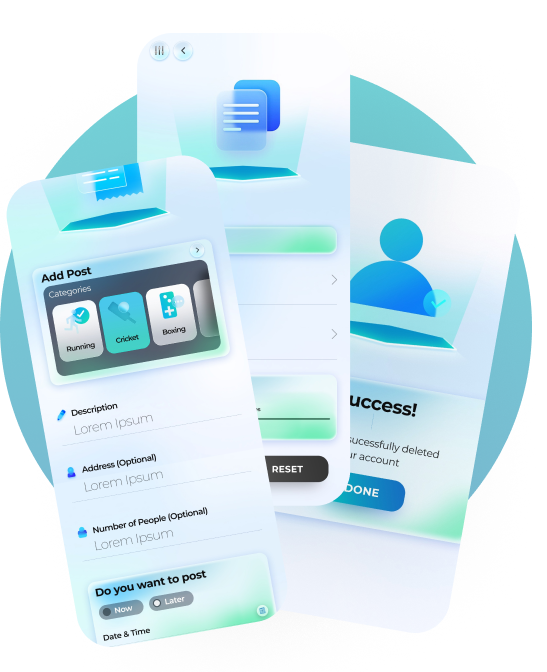 Add Post
Categories
Running
Cricket
Boxing
Description
Lorem Ipsum
Address (Optional)
Lorem Ipsum
Number of People (Optional)
Lorem Ipsum
Do you want to post
Now
Later
Date & Time
RESET
uccess!
sucessfully deleted
ur account
DONE